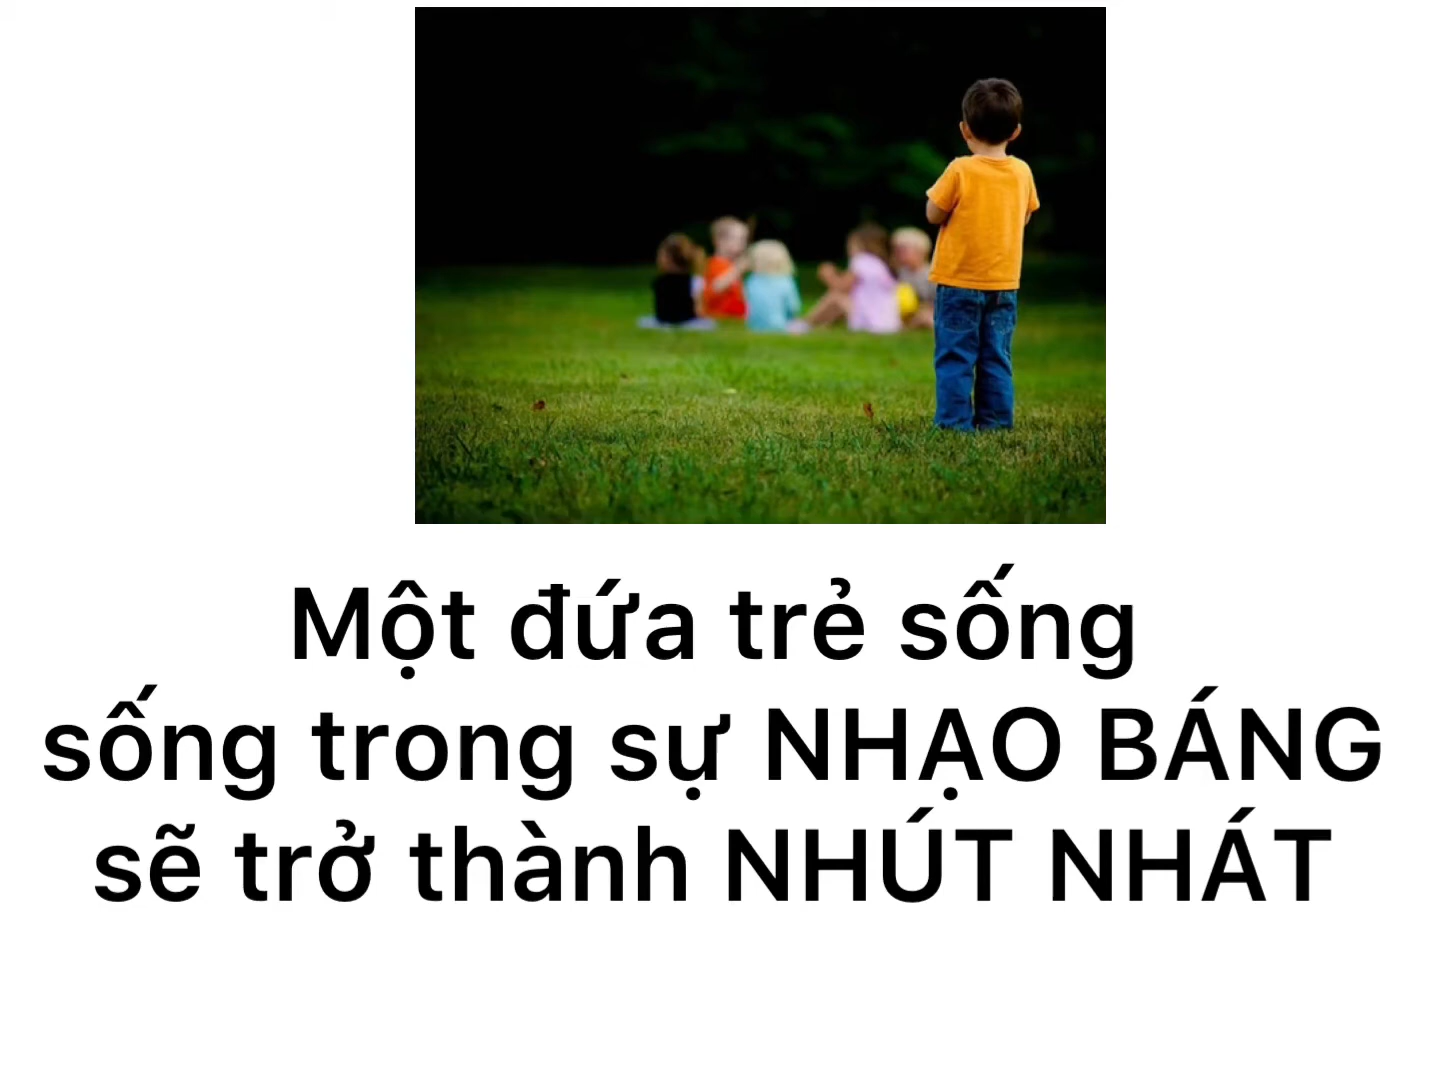 Một đứa trẻ sống
sống trong sự NHẠO BÁNG
sẽ trở thành NHÚT NHÁT